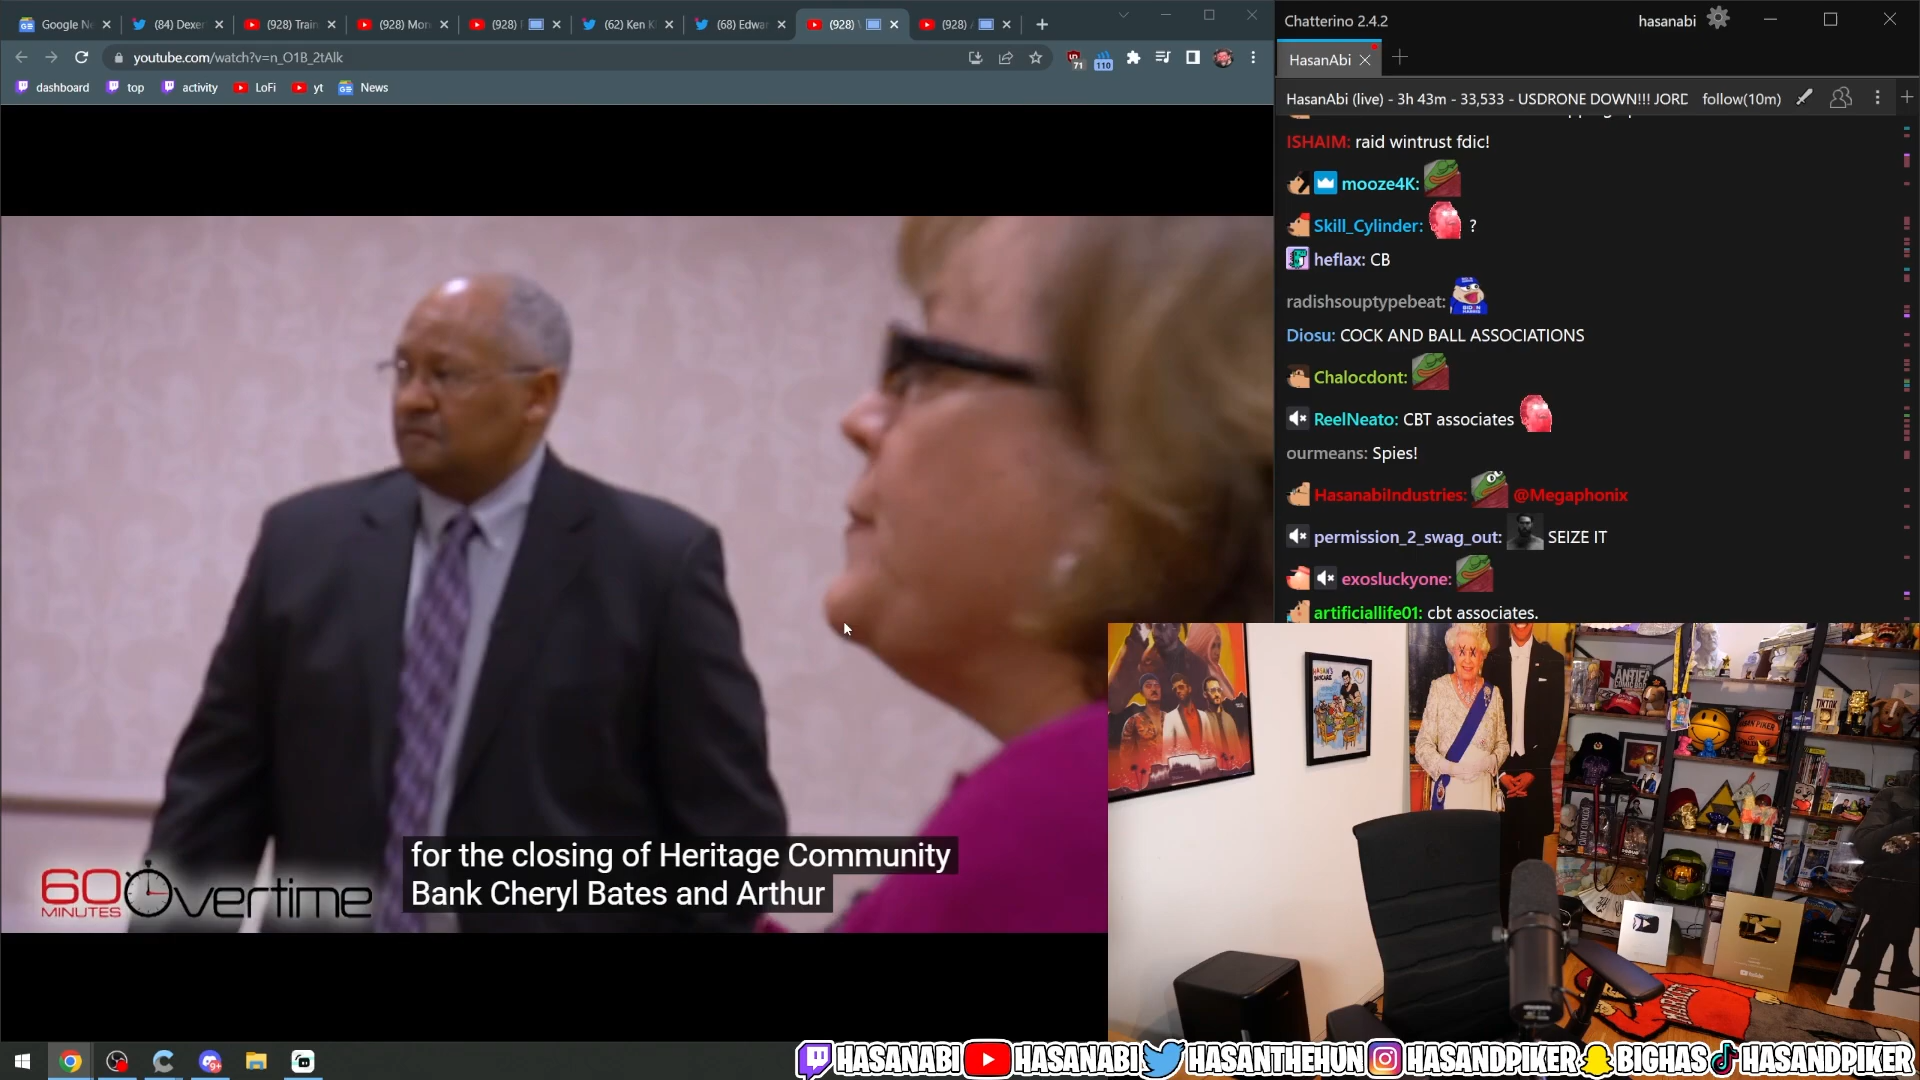 Google Ne
(84) Dexer
(928) Train
(928) Mor
(928)
(62) Ken K
(68) Edwar
(928)
(928)
youtube.com/watch?v=n_O1B_2tAlk
71
110
dashboard
top
activity
LoFi
yt
News
60 MINUTES Overtime
for the closing of Heritage Community
Bank Cheryl Bates and Arthur
Chatterino 2.4.2
hasanabi
HasanAbi
HasanAbi (live) - 3h 43m - 33,533 - USDRONE DOWN!!! JORD
follow(10m)
ISHAIM: raid wintrust fdic!
mooze4K:
Skill_Cylinder: ?
heflax: CB
radishsouptypebeat:
Diosu: COCK AND BALL ASSOCIATIONS
Chalocdont:
ReelNeato: CBT associates
ourmeans: Spies!
HasanabiIndustries: @Megaphonix
permission_2_swag_out: SEIZE IT
exosluckyone:
artificiallife01: cbt associates.
HASANABI HASANABI HASANTHEHUN HASANDPIKER BIGHAS HASANDPIKER